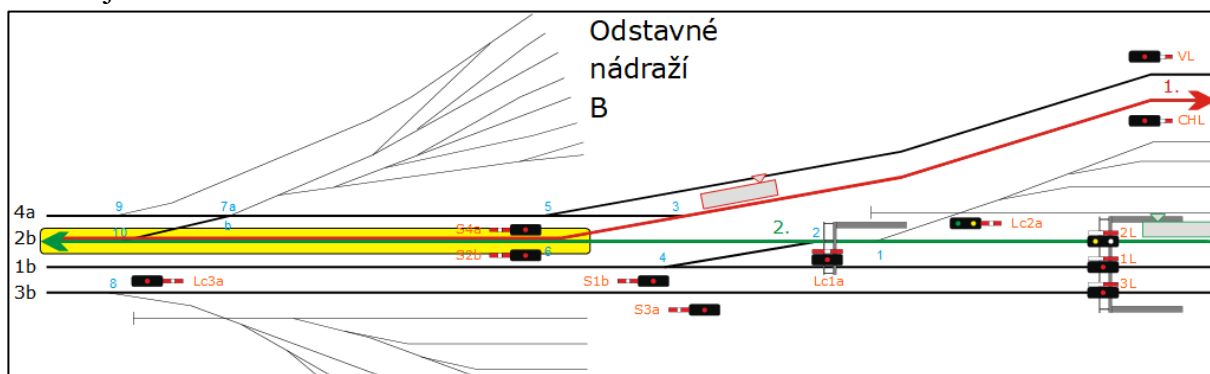 Odstavné
nádraží
B
VL
1.
CHL
9
7a
b
5
3
4a
10
S4a
2.
2
Lc2a
2L
2b
S2b
6
1
1b
4
1L
8
Lc3a
S1b
Lc1a
3L
3b
S3a